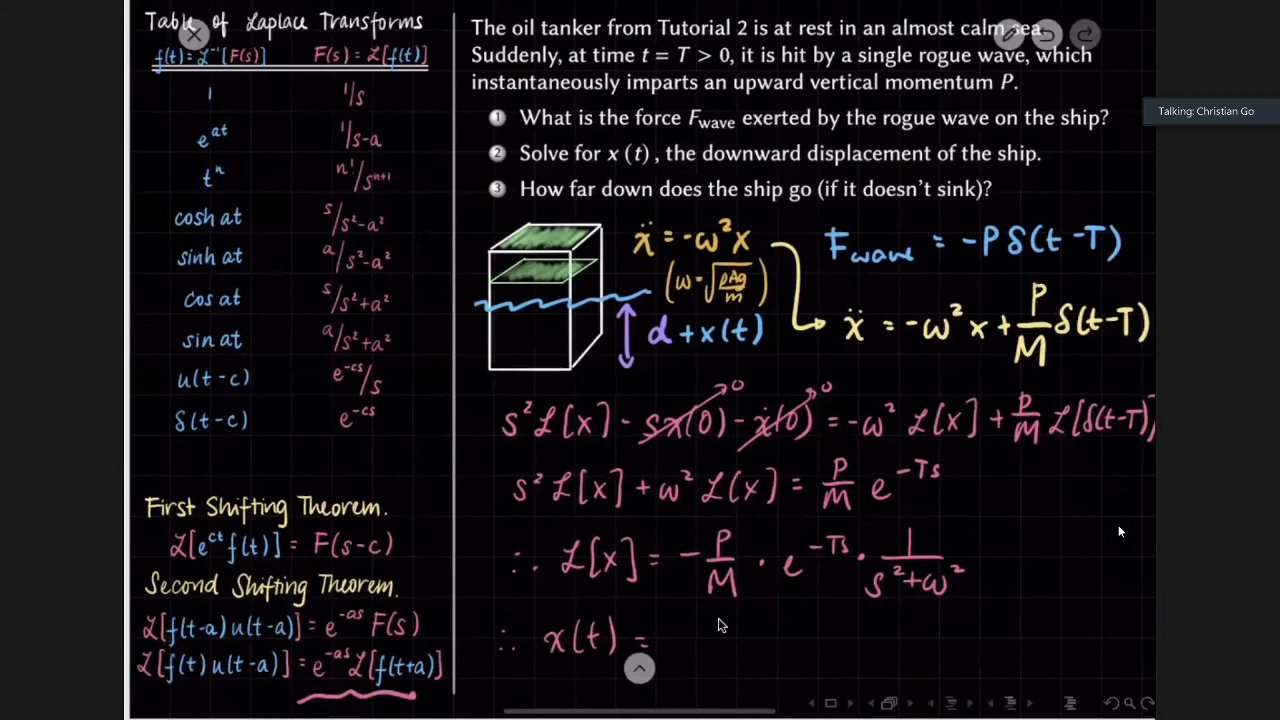 Table of Laplace Transforms
f(t) = ℒ⁻¹[F(s)] F(s) = ℒ[f(t)]
1 1/s
e^at 1/s-a
t^n n!/s^n+1
cosh at s/s²-a²
sinh at a/s²-a²
cos at s/s²+a²
sin at a/s²+a²
u(t-c) e^-cs/s
δ(t-c) e^-cs
First Shifting Theorem.
ℒ[e^ct f(t)] = F(s-c)
Second Shifting Theorem.
ℒ[f(t-a)u(t-a)] = e^-as F(s)
ℒ[f(t)u(t-a)] = e^-as ℒ[f(t+a)]
The oil tanker from Tutorial 2 is at rest in an almost calm sea.
Suddenly, at time t = T > 0, it is hit by a single rogue wave, which
instantaneously imparts an upward vertical momentum P.
1 What is the force F_wave exerted by the rogue wave on the ship?
2 Solve for x (t), the downward displacement of the ship.
3 How far down does the ship go (if it doesn't sink)?
ẍ = -ω²x
(ω = √ρAg/m)
d + x(t)
F_wave = -Pδ(t-T)
ẍ = -ω²x + P/M δ(t-T)
s²ℒ[x] - sx(0) → 0 - ẋ(0) → 0 = -ω² ℒ[x] + P/M ℒ[δ(t-T)]
s²ℒ[x] + ω²ℒ[x] = P/M e^-Ts
∴ ℒ[x] = - P/M · e^-Ts · 1/s²+ω²
∴ x(t) =
Talking: Christian Go